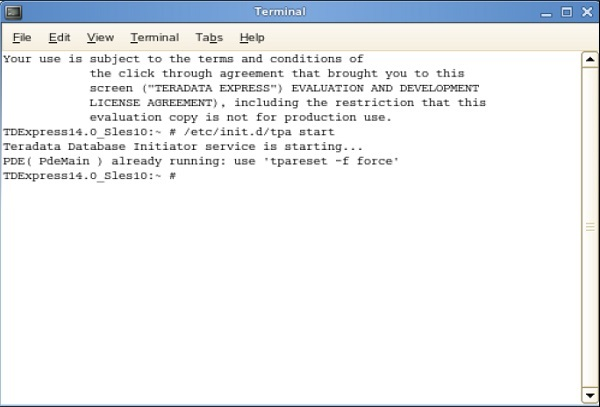 Terminal
File Edit View Terminal Tabs Help
Your use is subject to the terms and conditions of
the click through agreement that brought you to this
screen ("TERADATA EXPRESS") EVALUATION AND DEVELOPMENT
LICENSE AGREEMENT), including the restriction that this
evaluation copy is not for production use.
TDExpress14.0_Sles10:~ # /etc/init.d/tpa start
Teradata Database Initiator service is starting...
PDE( PdeMain ) already running: use 'tpareset -f force'
TDExpress14.0_Sles10:~ #